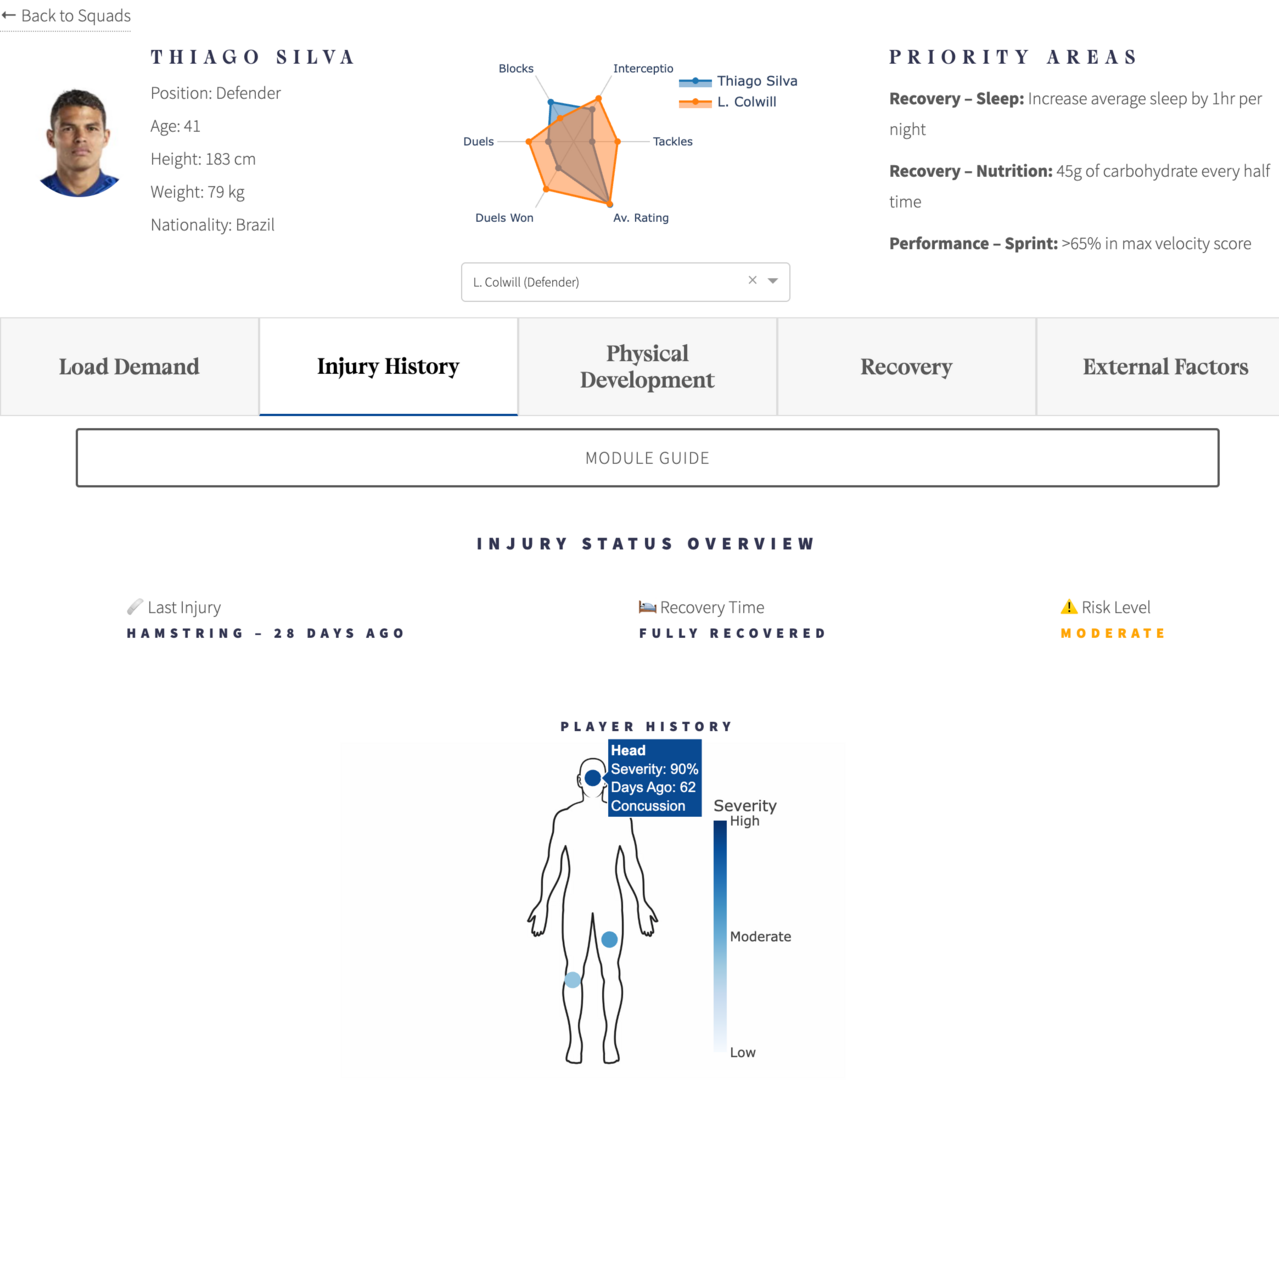 ← Back to Squads
THIAGO SILVA
Position: Defender
Age: 41
Height: 183 cm
Weight: 79 kg
Nationality: Brazil
Blocks
Interceptio
Duels
Tackles
Duels Won
Av. Rating
Thiago Silva
L. Colwill
L. Colwill (Defender)
×
PRIORITY AREAS
Recovery – Sleep: Increase average sleep by 1hr per
night
Recovery – Nutrition: 45g of carbohydrate every half
time
Performance – Sprint: >65% in max velocity score
Load Demand
Injury History
Physical
Development
Recovery
External Factors
MODULE GUIDE
INJURY STATUS OVERVIEW
Last Injury
HAMSTRING – 28 DAYS AGO
Recovery Time
FULLY RECOVERED
Risk Level
MODERATE
PLAYER HISTORY
Head
Severity: 90%
Days Ago: 62
Concussion
Severity
High
Moderate
Low